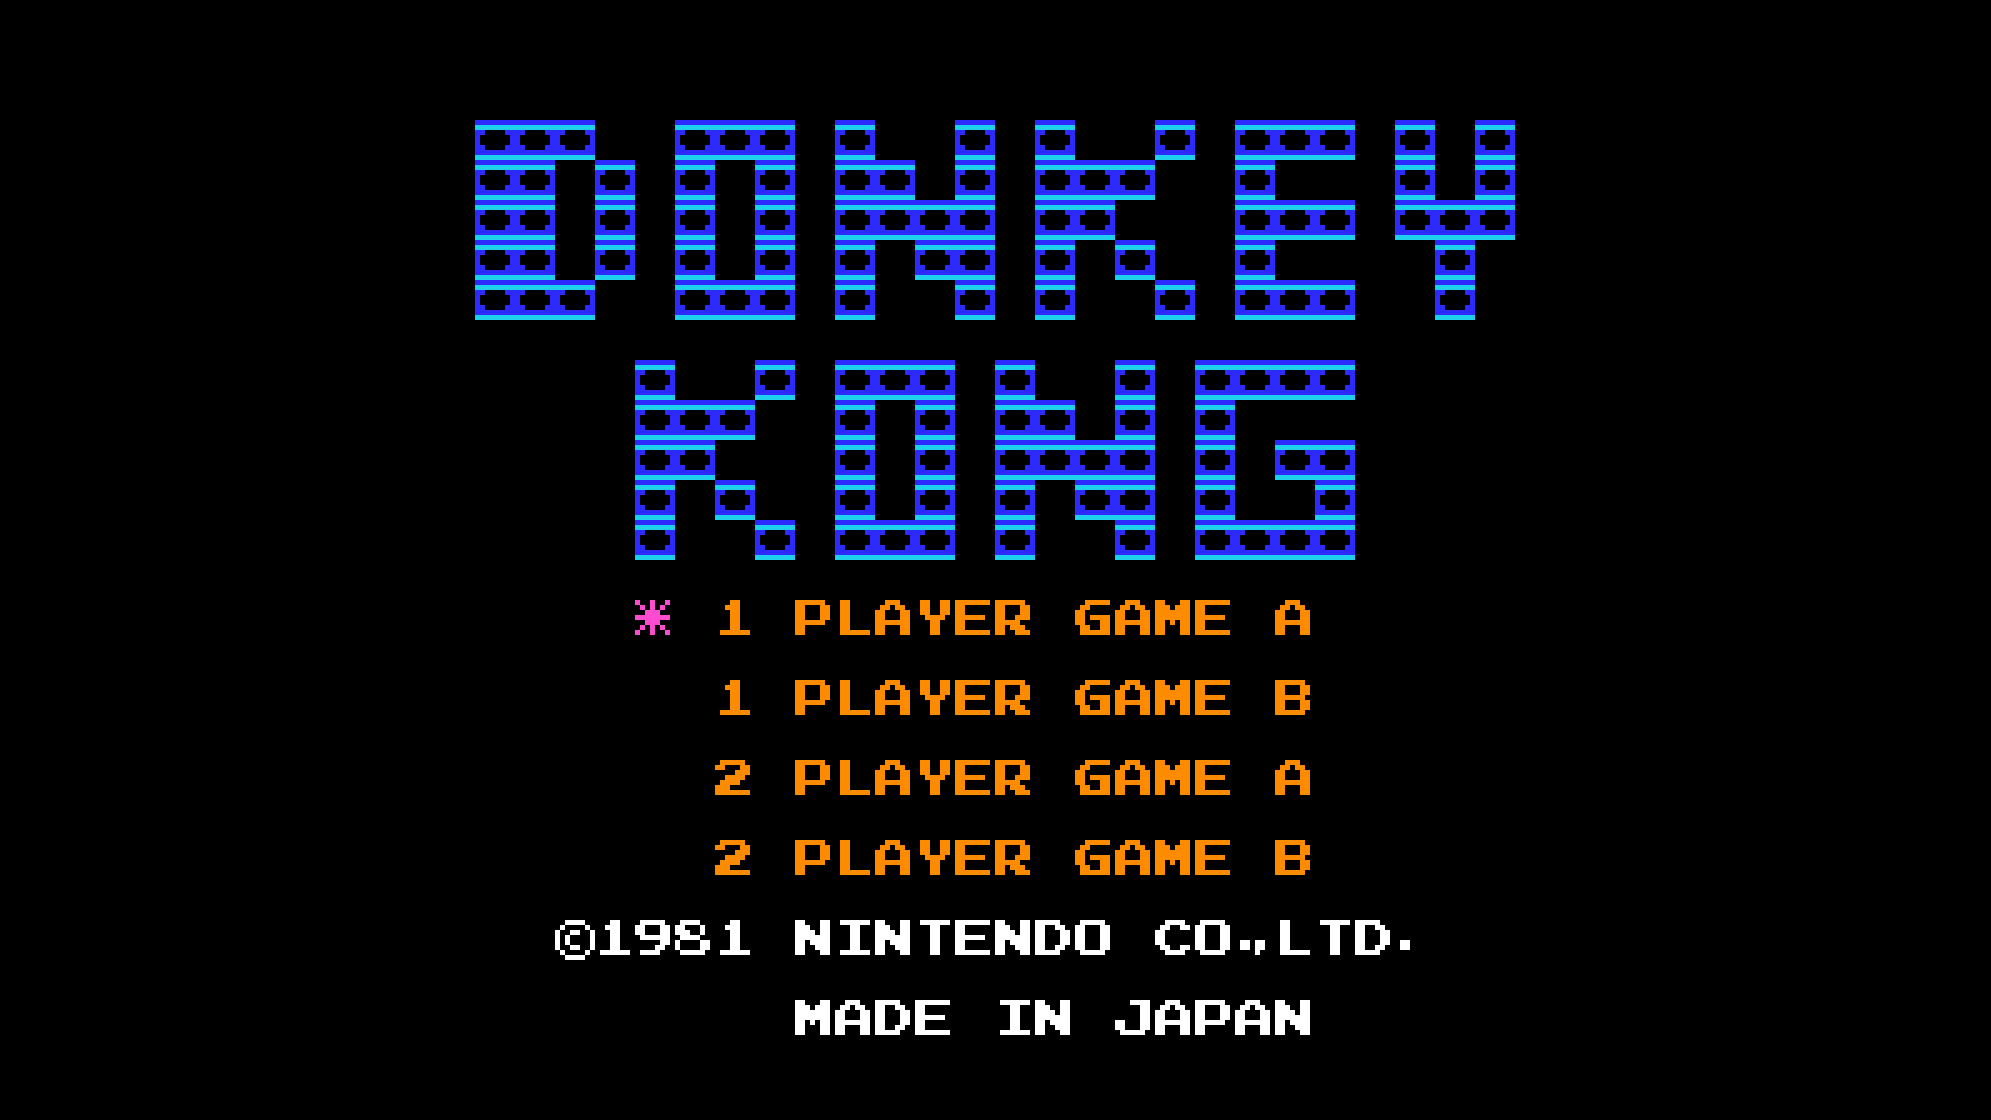 DONKEY
KONG
* 1 PLAYER GAME A
1 PLAYER GAME B
2 PLAYER GAME A
2 PLAYER GAME B
©1981 NINTENDO CO.,LTD.
MADE IN JAPAN